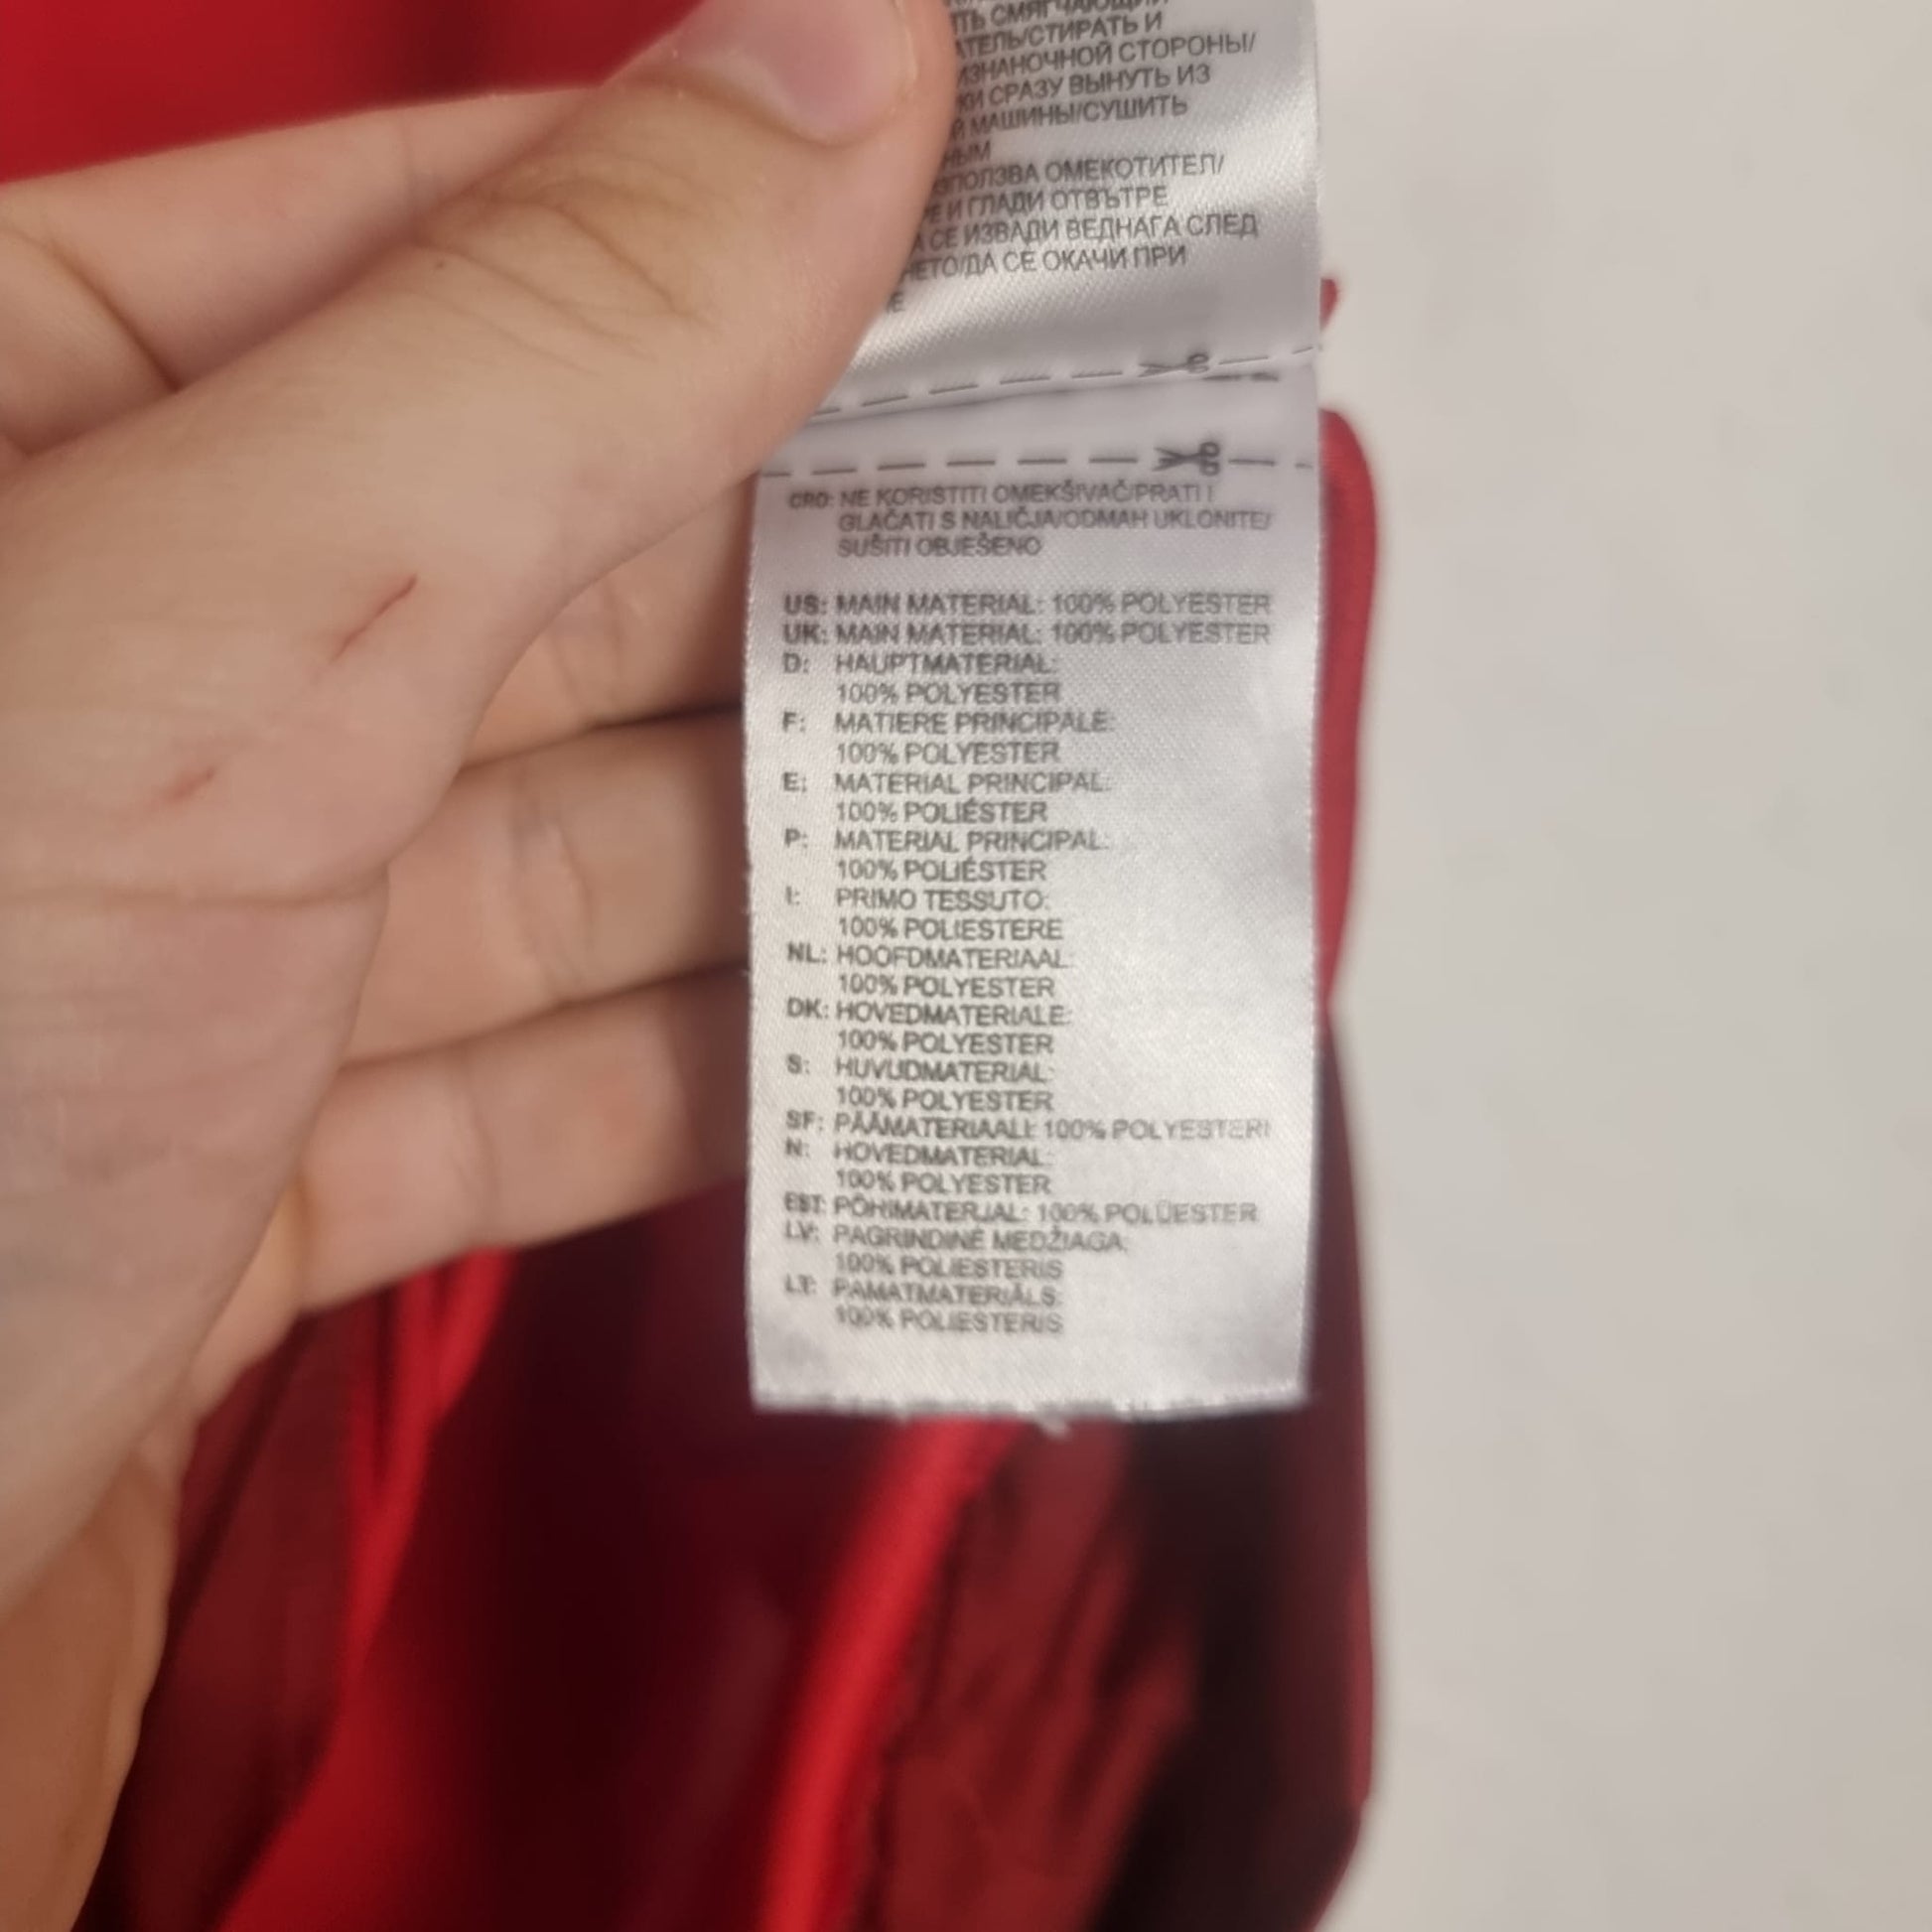 СМЯГЧАЮЩИЙ
СТИРАТЬ И
ИЗНАНОЧНОЙ СТОРОНЫ/
СРАЗУ ВЫНУТЬ ИЗ
МАШИНЫ/СУШИТЬ
ОМЕКОТИТЕЛ/
И ГЛАДИ ОТВЪТРЕ
СЕ ИЗВАДИ ВЕДНАГА СЛЕД
ДА СЕ ОКАЧИ ПРИ
CRO: NE KORISTITI OMEKŠIVAČ/PRATI I
GLAČATI S NALIČJA/ODMAH UKLONITE/
SUŠITI OBJEŠENO
US: MAIN MATERIAL: 100% POLYESTER
UK: MAIN MATERIAL: 100% POLYESTER
D: HAUPTMATERIAL:
100% POLYESTER
F: MATIERE PRINCIPALE:
100% POLYESTER
E: MATERIAL PRINCIPAL:
100% POLIÉSTER
P: MATERIAL PRINCIPAL:
100% POLIÉSTER
I: PRIMO TESSUTO:
100% POLIESTERE
NL: HOOFDMATERIAAL:
100% POLYESTER
DK: HOVEDMATERIALE:
100% POLYESTER
S: HUVUDMATERIAL:
100% POLYESTER
SF: PÄÄMATERIAALI: 100% POLYESTERI
N: HOVEDMATERIAL:
100% POLYESTER
EST: PÕHIMATERJAL: 100% POLÜESTER
LV: PAGRINDINĖ MEDŽIAGA:
100% POLIESTERIS
LT: PAMATMATERIĀLS:
100% POLIESTERIS